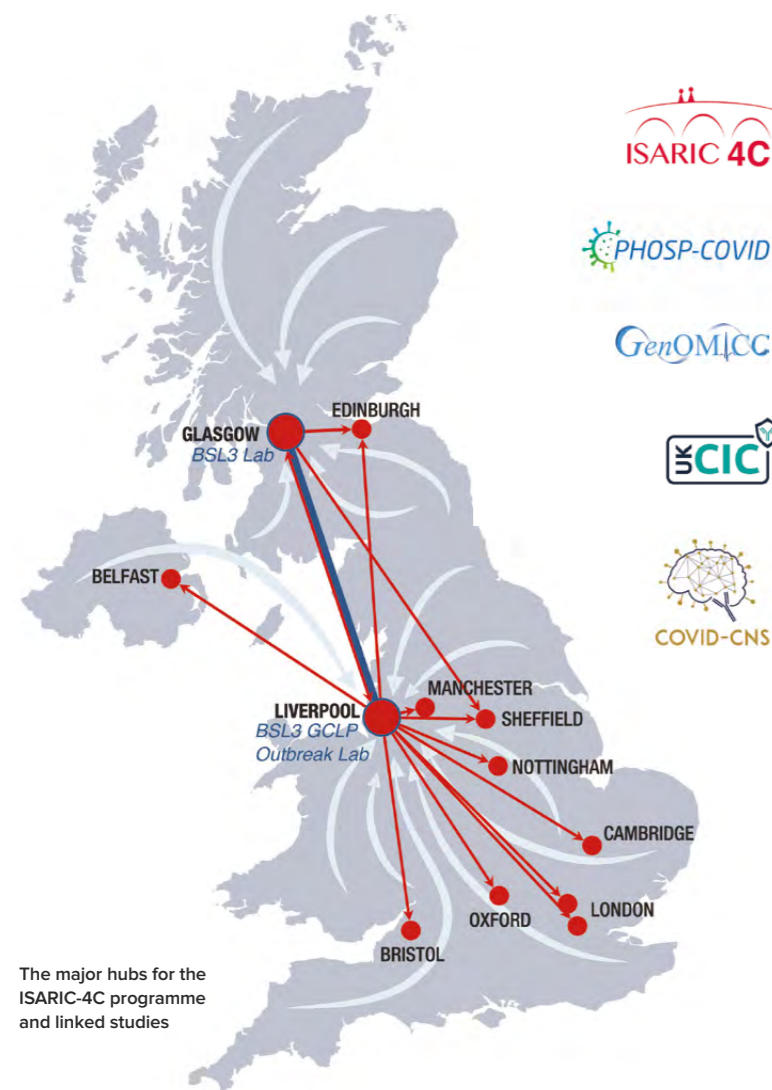 ISARIC 4C
PHOSP-COVID
GenOMICC
EDINBURGH
GLASGOW
BSL3 Lab
UK CIC
BELFAST
COVID-CNS
MANCHESTER
LIVERPOOL
SHEFFIELD
BSL3 GCLP
Outbreak Lab
NOTTINGHAM
CAMBRIDGE
LONDON
OXFORD
BRISTOL
The major hubs for the
ISARIC-4C programme
and linked studies